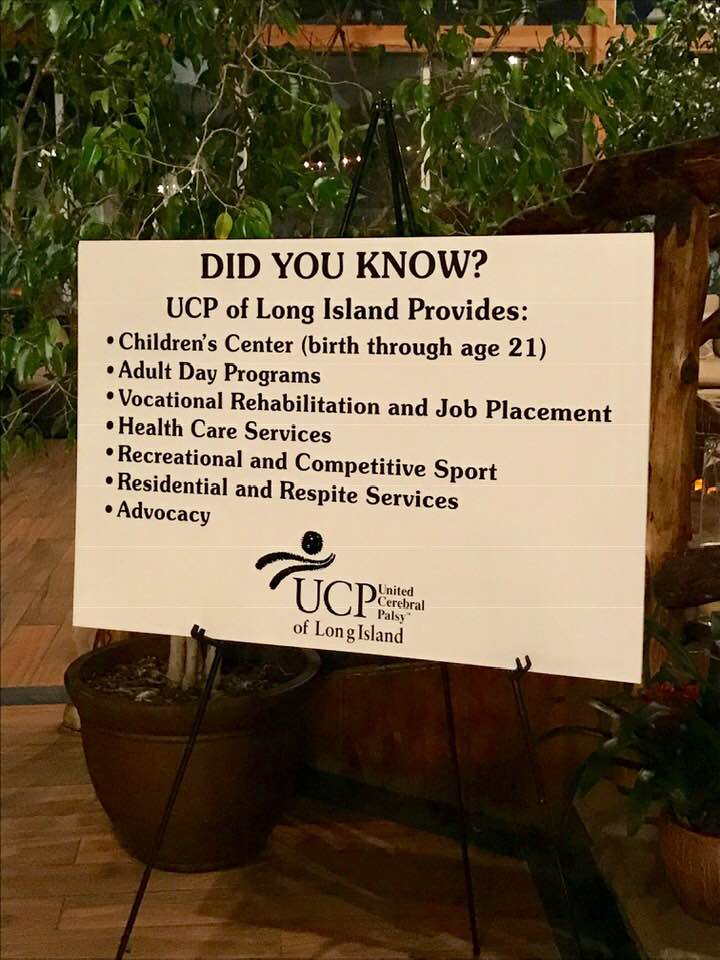 DID YOU KNOW?
UCP of Long Island Provides:
• Children's Center (birth through age 21)
• Adult Day Programs
• Vocational Rehabilitation and Job Placement
• Health Care Services
• Recreational and Competitive Sport
• Residential and Respite Services
• Advocacy
UCP United Cerebral Palsy™
of Long Island